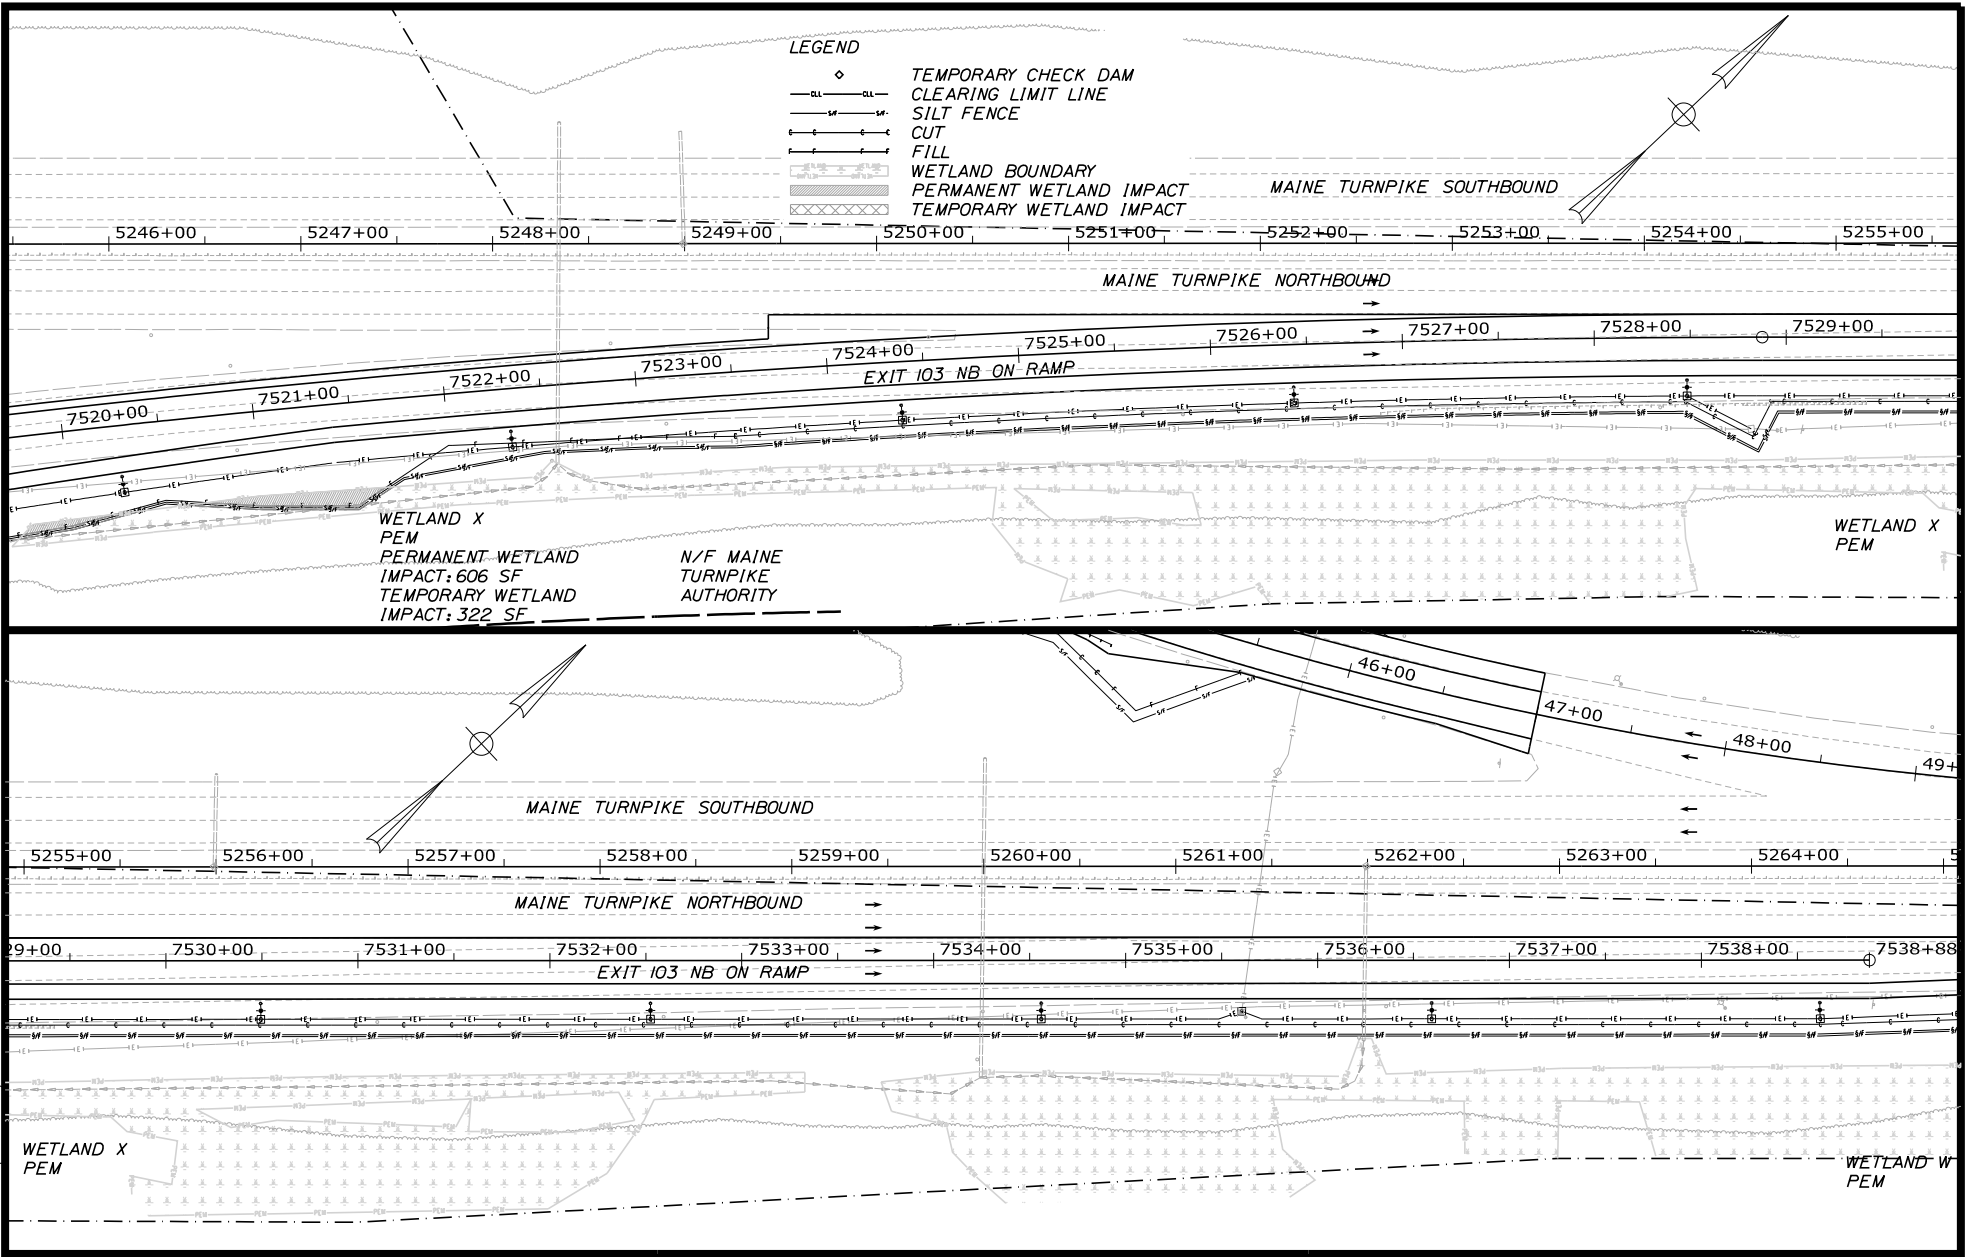 LEGEND
TEMPORARY CHECK DAM
CLL CLL CLEARING LIMIT LINE
S/F S/F SILT FENCE
C C C C CUT
F F F F FILL
WETLAND BOUNDARY
PERMANENT WETLAND IMPACT
TEMPORARY WETLAND IMPACT
MAINE TURNPIKE SOUTHBOUND
5246+00 5247+00 5248+00 5249+00 5250+00 5251+00 5252+00 5253+00 5254+00 5255+00
MAINE TURNPIKE NORTHBOUND
7520+00 7521+00 7522+00 7523+00 7524+00 7525+00 7526+00 7527+00 7528+00 7529+00
EXIT 103 NB ON RAMP
WETLAND X
PEM
PERMANENT WETLAND
IMPACT: 606 SF
TEMPORARY WETLAND
IMPACT: 322 SF
N/F MAINE
TURNPIKE
AUTHORITY
WETLAND X
PEM
46+00 47+00 48+00 49+
MAINE TURNPIKE SOUTHBOUND
5255+00 5256+00 5257+00 5258+00 5259+00 5260+00 5261+00 5262+00 5263+00 5264+00 5
MAINE TURNPIKE NORTHBOUND
29+00 7530+00 7531+00 7532+00 7533+00 7534+00 7535+00 7536+00 7537+00 7538+00 7538+88
EXIT 103 NB ON RAMP
WETLAND X
PEM
WETLAND W
PEM